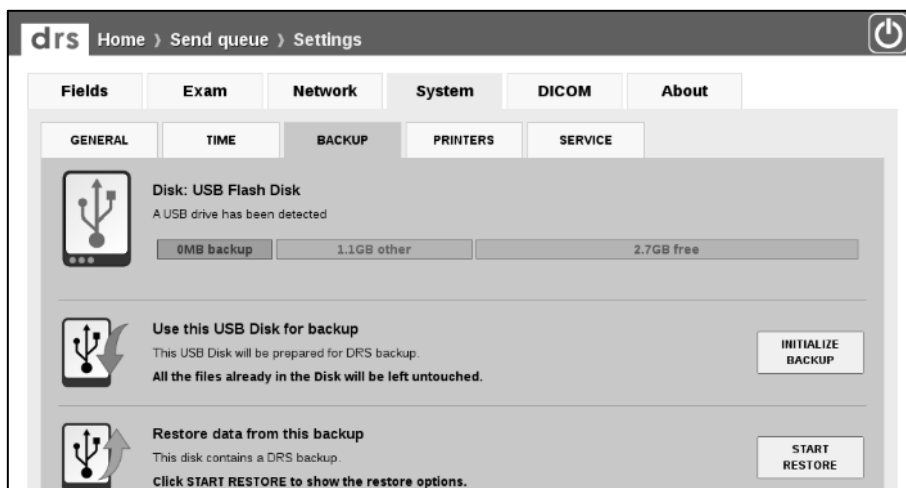 drs Home 〉 Send queue 〉 Settings
Fields Exam Network System DICOM About
GENERAL TIME BACKUP PRINTERS SERVICE
Disk: USB Flash Disk
A USB drive has been detected
0MB backup 1.1GB other 2.7GB free
Use this USB Disk for backup
This USB Disk will be prepared for DRS backup.
All the files already in the Disk will be left untouched.
INITIALIZE
BACKUP
Restore data from this backup
This disk contains a DRS backup.
Click START RESTORE to show the restore options.
START
RESTORE